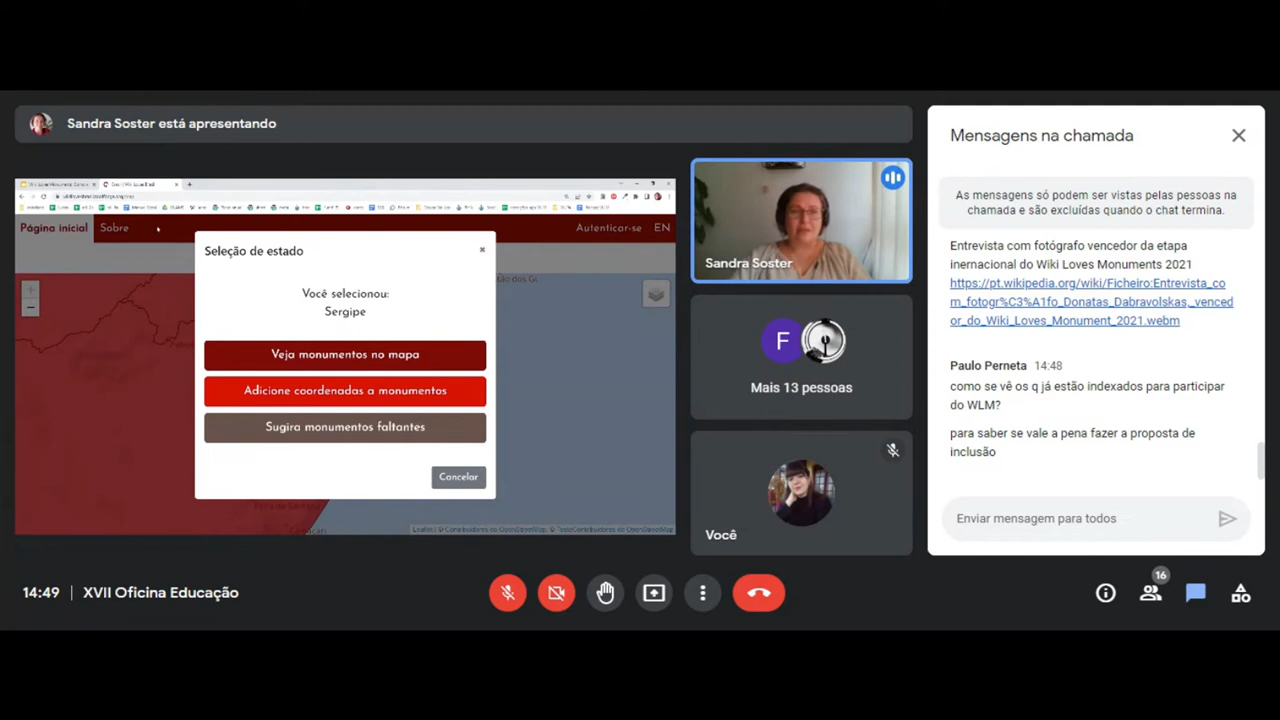 Sandra Soster está apresentando
Página inicial
Sobre
Autenticar-se
EN
Seleção de estado
×
Você selecionou:
Sergipe
Veja monumentos no mapa
Adicione coordenadas a monumentos
Sugira monumentos faltantes
Cancelar
+
−
Sandra Soster
F
Mais 13 pessoas
Você
Mensagens na chamada
As mensagens só podem ser vistas pelas pessoas na
chamada e são excluídas quando o chat termina.
Entrevista com fotógrafo vencedor da etapa
inernacional do Wiki Loves Monuments 2021
https://pt.wikipedia.org/wiki/Ficheiro:Entrevista_co
m_fotogr%C3%A1fo_Donatas_Dabravolskas,_venced
or_do_Wiki_Loves_Monument_2021.webm
Paulo Perneta 14:48
como se vê os q já estão indexados para participar
do WLM?
para saber se vale a pena fazer a proposta de
inclusão
Enviar mensagem para todos
14:49 | XVII Oficina Educação
16